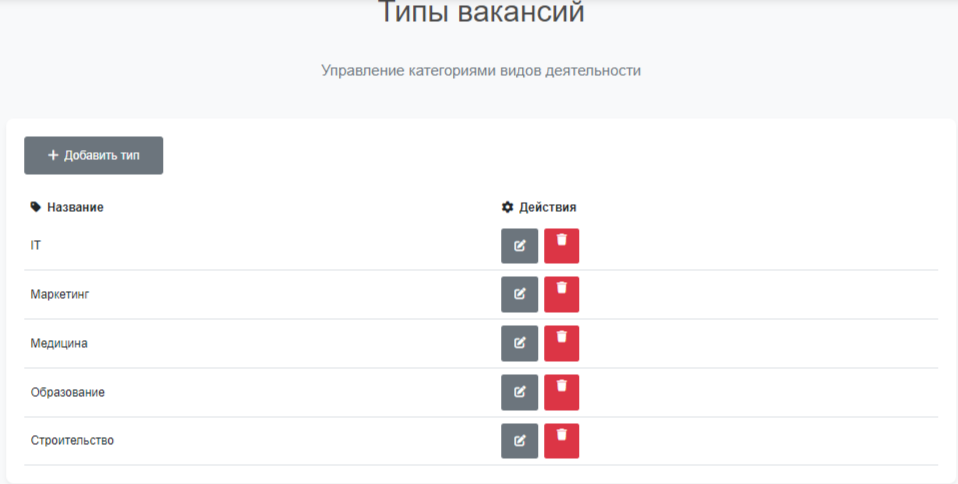 Типы вакансий
Управление категориями видов деятельности
Добавить тип
Название Действия
IT
Маркетинг
Медицина
Образование
Строительство